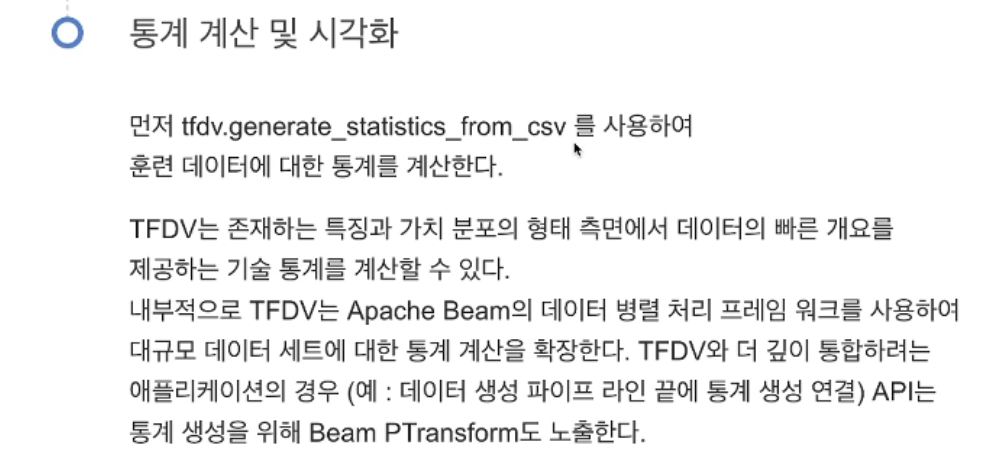 통계 계산 및 시각화
먼저 tfdv.generate_statistics_from_csv 를 사용하여
훈련 데이터에 대한 통계를 계산한다.
TFDV는 존재하는 특징과 가치 분포의 형태 측면에서 데이터의 빠른 개요를
제공하는 기술 통계를 계산할 수 있다.
내부적으로 TFDV는 Apache Beam의 데이터 병렬 처리 프레임 워크를 사용하여
대규모 데이터 세트에 대한 통계 계산을 확장한다. TFDV와 더 깊이 통합하려는
애플리케이션의 경우 (예 : 데이터 생성 파이프 라인 끝에 통계 생성 연결) API는
통계 생성을 위해 Beam PTransform도 노출한다.